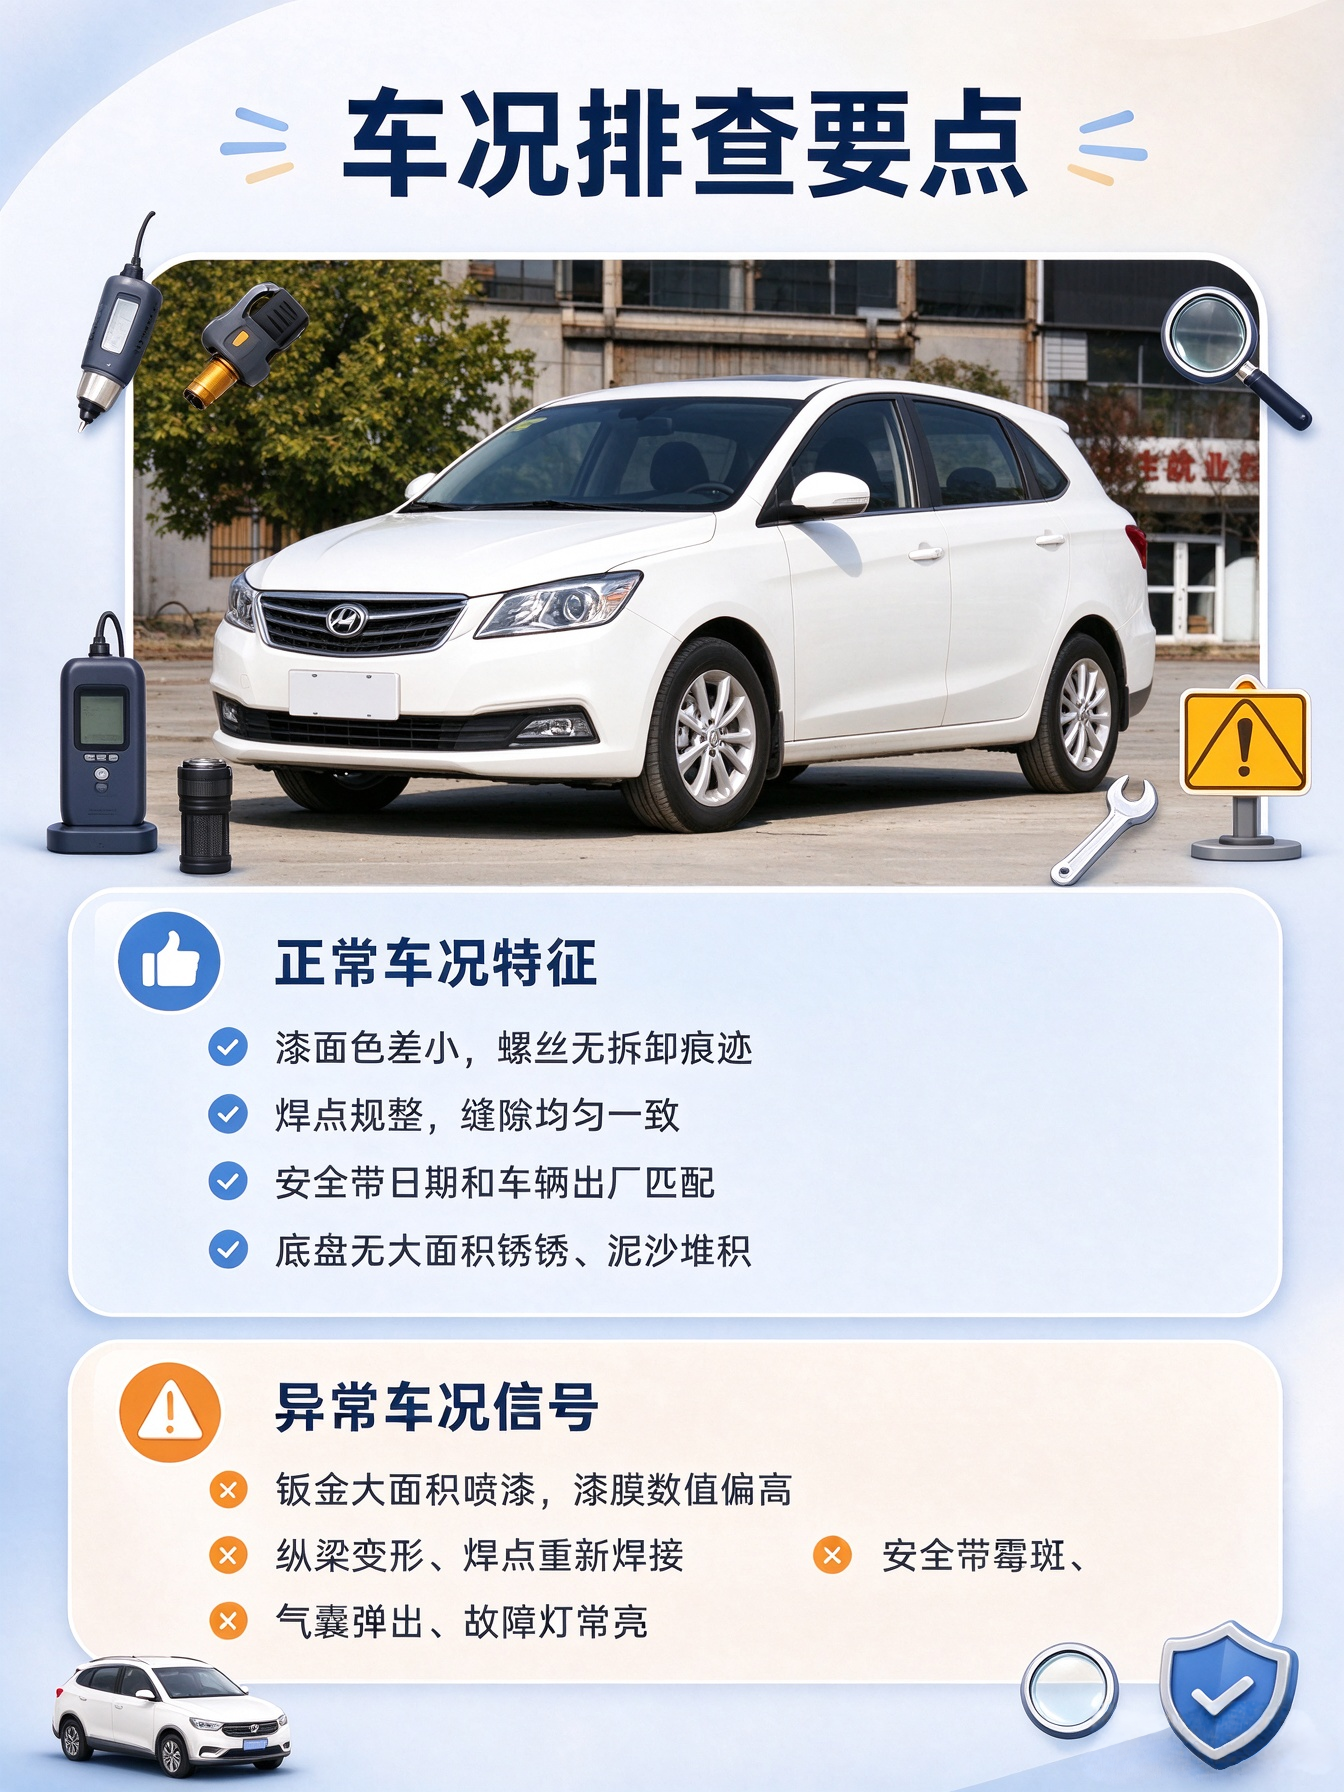 车况排查要点
正常车况特征
漆面色差小，螺丝无拆卸痕迹
焊点规整，缝隙均匀一致
安全带日期和车辆出厂匹配
底盘无大面积锈锈、泥沙堆积
异常车况信号
钣金大面积喷漆，漆膜数值偏高
纵梁变形、焊点重新焊接
安全带霉斑、
气囊弹出、故障灯常亮